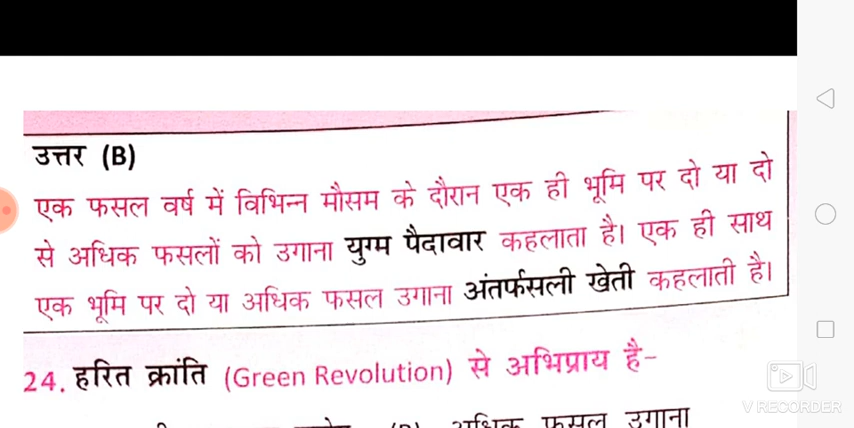 उत्तर (B)
एक फसल वर्ष में विभिन्न मौसम के दौरान एक ही भूमि पर दो या दो
से अधिक फसलों को उगाना युग्म पैदावार कहलाता है। एक ही साथ
एक भूमि पर दो या अधिक फसल उगाना अंतर्फसली खेती कहलाती है।
24. हरित क्रांति (Green Revolution) से अभिप्राय है-
(B) अधिक फसल उगाना
V RECORDER